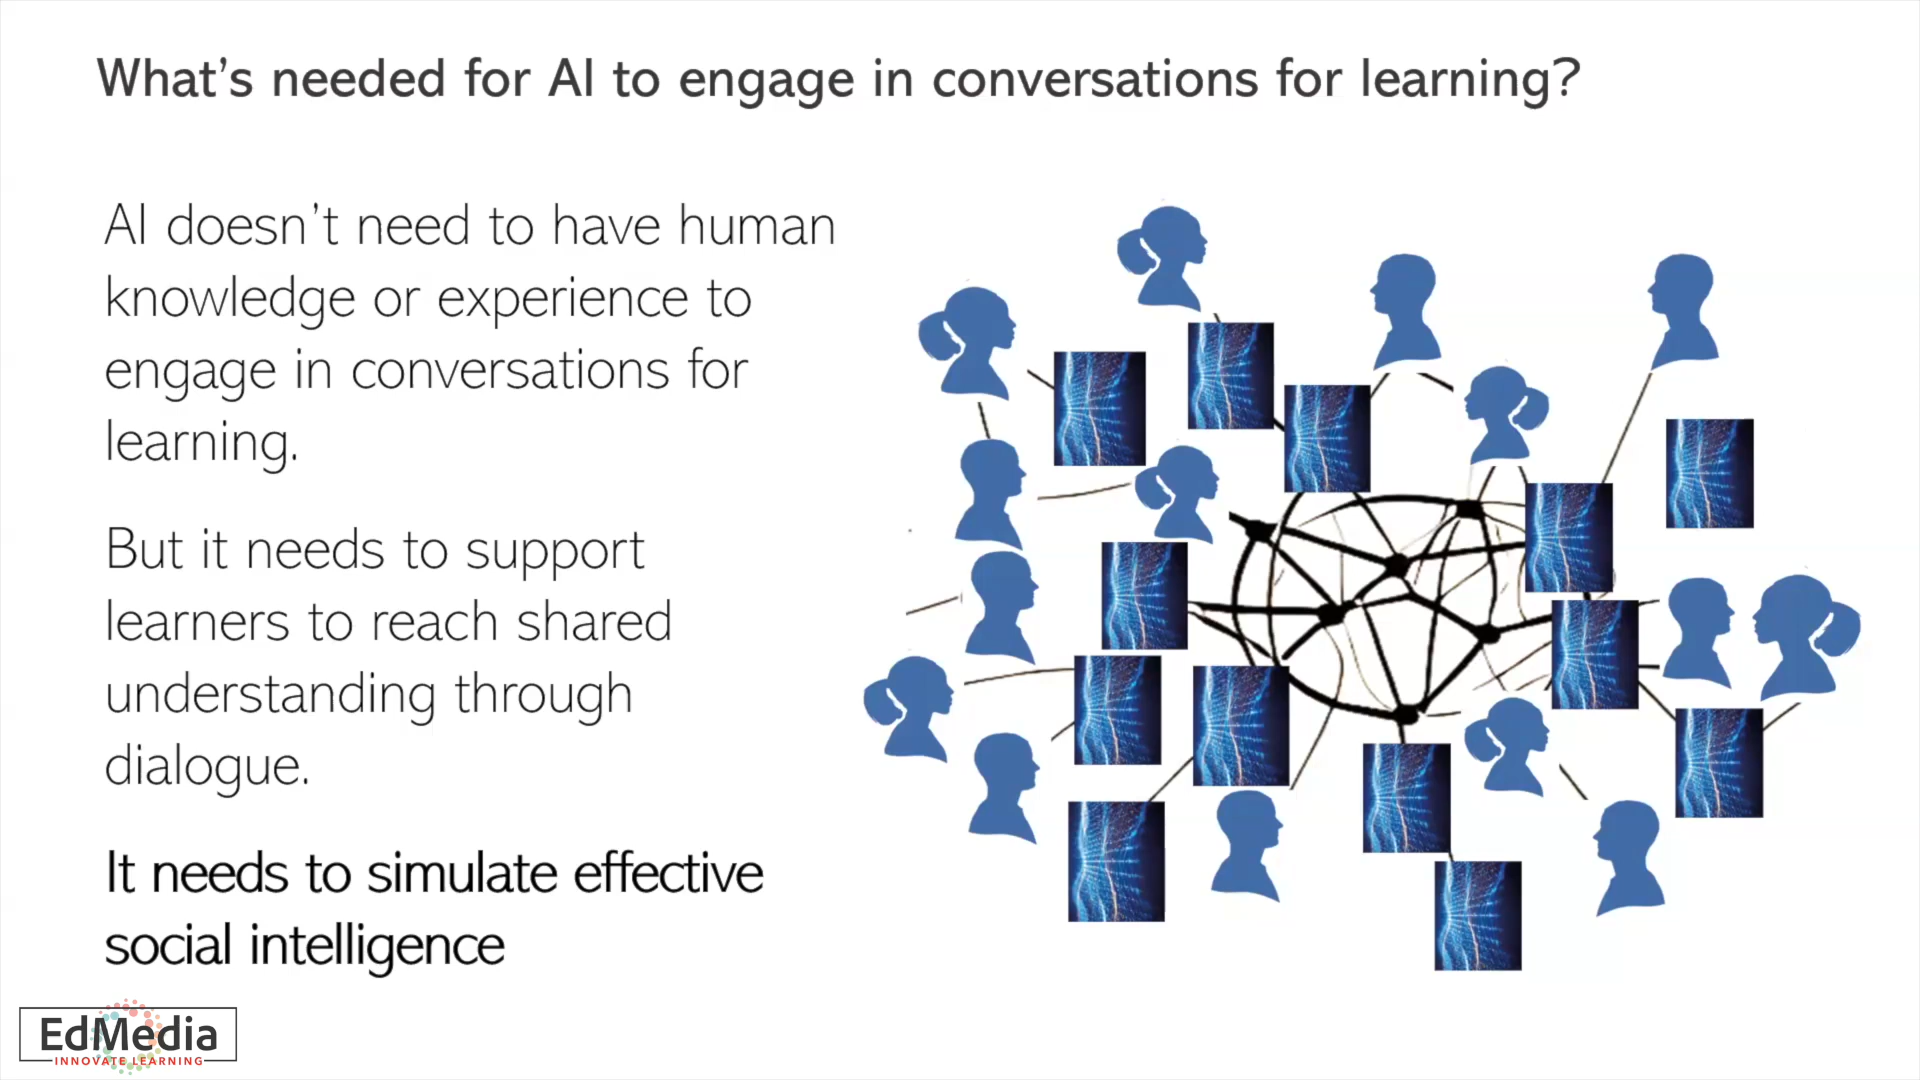 What's needed for AI to engage in conversations for learning?
AI doesn't need to have human
knowledge or experience to
engage in conversations for
learning.
But it needs to support
learners to reach shared
understanding through
dialogue.
It needs to simulate effective
social intelligence
EdMedia
INNOVATE LEARNING